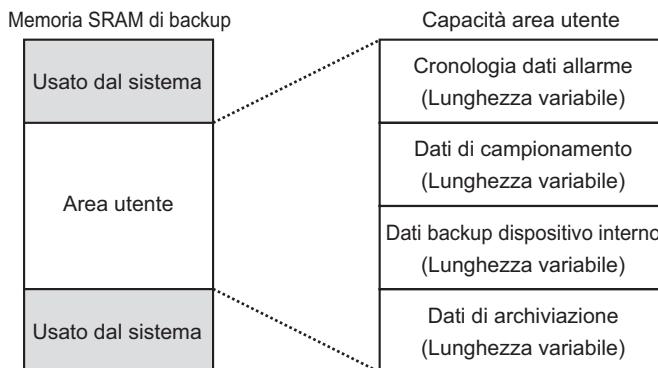 Memoria SRAM di backup
Usato dal sistema
Area utente
Usato dal sistema
Capacità area utente
Cronologia dati allarme
(Lunghezza variabile)
Dati di campionamento
(Lunghezza variabile)
Dati backup dispositivo interno
(Lunghezza variabile)
Dati di archiviazione
(Lunghezza variabile)